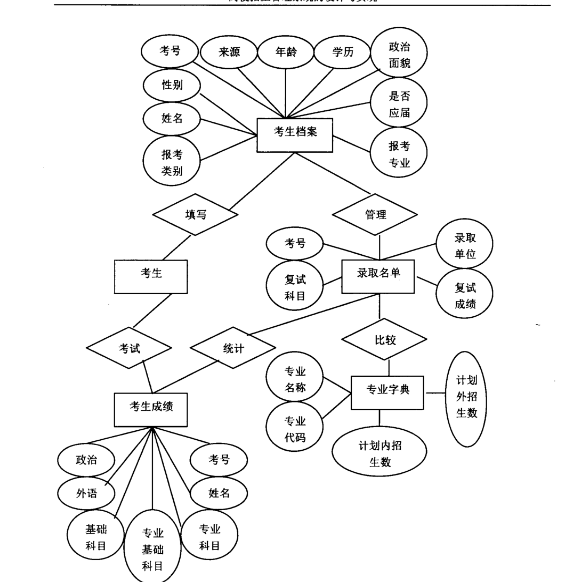 考号
来源
年龄
学历
政治
面貌
性别
是否
应届
姓名
考生档案
报考
类别
报考
专业
填写
管理
考号
录取
单位
考生
录取名单
复试
科目
复试
成绩
考试
统计
比较
专业
名称
专业字典
计划
外招
生数
考生成绩
专业
代码
计划内招
生数
政治
考号
外语
姓名
基础
科目
专业
基础
科目
专业
科目